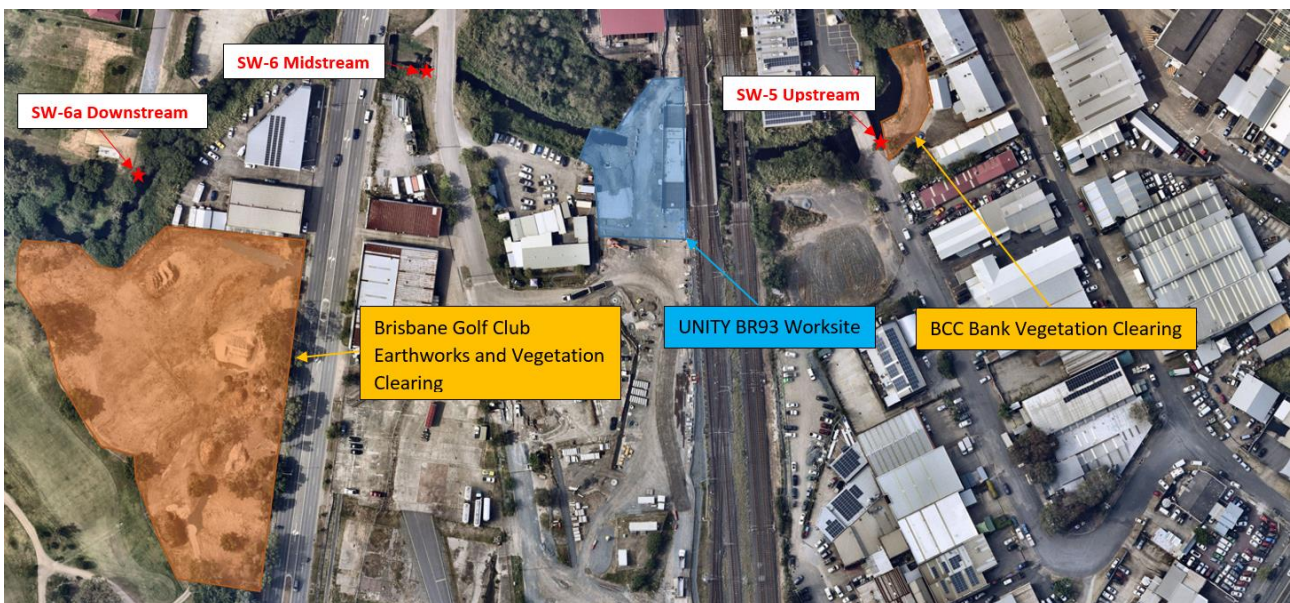 SW-6 Midstream
SW-5 Upstream
SW-6a Downstream
Brisbane Golf Club
Earthworks and Vegetation
Clearing
UNITY BR93 Worksite
BCC Bank Vegetation Clearing